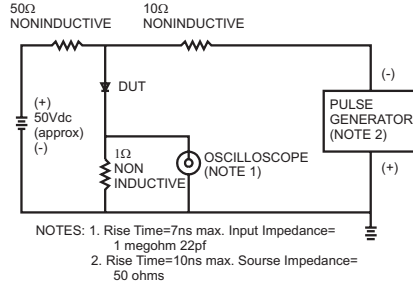 50Ω
NONINDUCTIVE
10Ω
NONINDUCTIVE
(+)
50Vdc
(approx)
(-)
DUT
1Ω
NON
INDUCTIVE
OSCILLOSCOPE
(NOTE 1)
(-)
PULSE
GENERATOR
(NOTE 2)
(+)
NOTES: 1. Rise Time=7ns max. Input Impedance=
1 megohm 22pf
2. Rise Time=10ns max. Sourse Impedance=
50 ohms